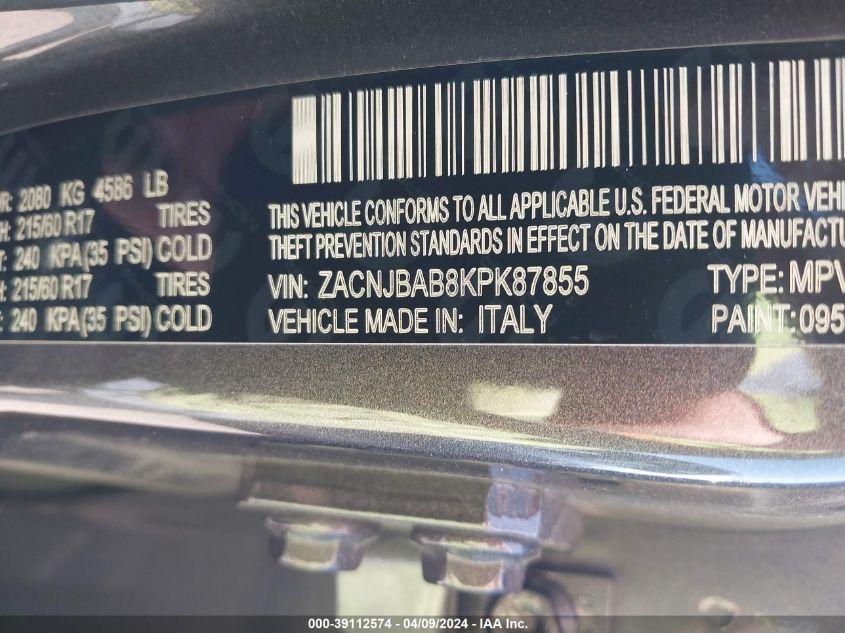 2080 KG 4586 LB
215/60 R17 TIRES
240 KPA(35 PSI) COLD
215/60 R17 TIRES
240 KPA(35 PSI) COLD
THIS VEHICLE CONFORMS TO ALL APPLICABLE U.S. FEDERAL MOTOR
THEFT PREVENTION STANDARDS IN EFFECT ON THE DATE OF
VIN: ZACNJBAB8KPK87855 TYPE: MPV
VEHICLE MADE IN: ITALY PAINT: 095
000-39112574 - 04/09/2024 - IAA Inc.